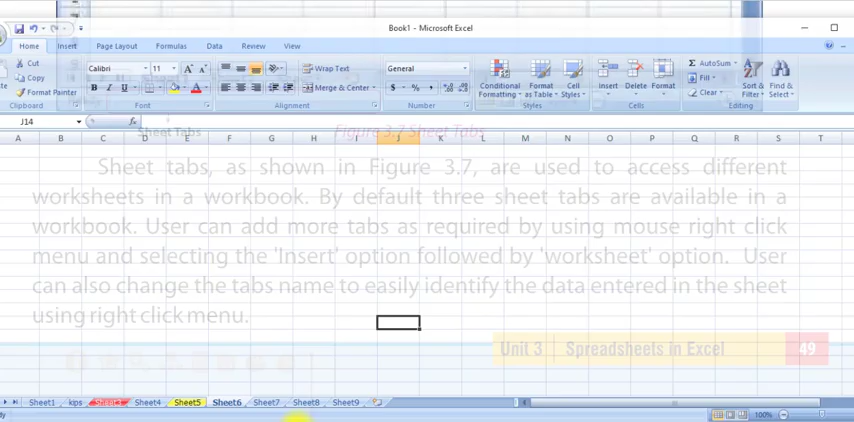 Book1 - Microsoft Excel
Home Insert Page Layout Formulas Data Review View
Cut
Copy
Format Painter
Clipboard
Calibri 11
B I U
Font
Wrap Text
Merge & Center
Alignment
General
$ % ,
Number
Conditional Formatting
Format as Table
Cell Styles
Styles
Insert Delete Format
Cells
AutoSum
Fill
Clear
Sort & Filter
Find & Select
Editing
J14 fx
Sheet Tabs Figure 3.7 Sheet Tabs
A B C D E F G H I J K L M N O P Q R S T
Sheet tabs, as shown in Figure 3.7, are used to access different
worksheets in a workbook. By default three sheet tabs are available in a
workbook. User can add more tabs as required by using mouse right click
menu and selecting the 'Insert' option followed by 'worksheet' option. User
can also change the tabs name to easily identify the data entered in the sheet
using right click menu.
Unit 3 Spreadsheets in Excel 49
Sheet1 kips Sheet3 Sheet4 Sheet5 Sheet6 Sheet7 Sheet8 Sheet9
100%